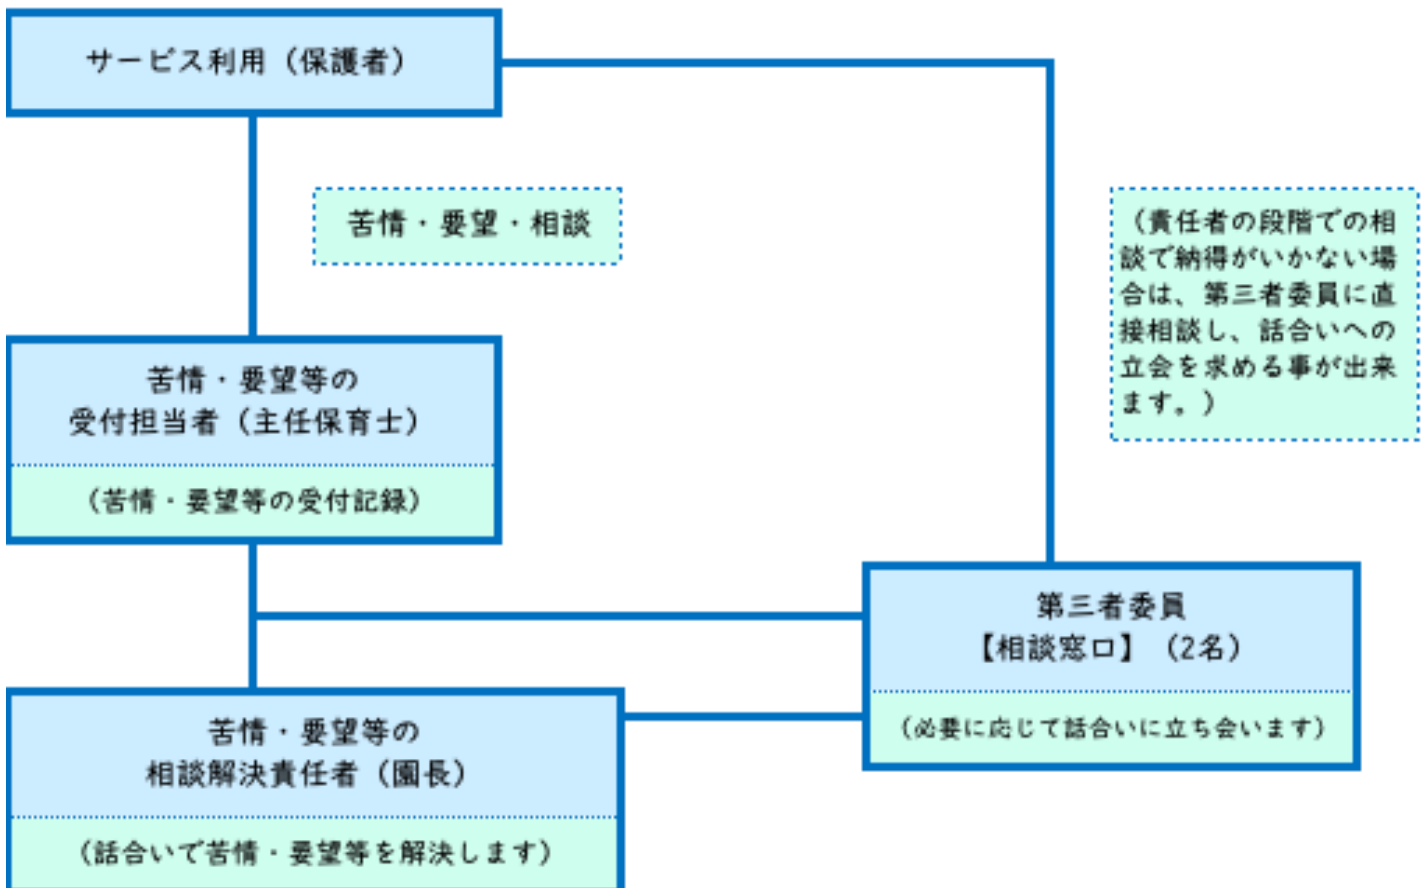 サービス利用（保護者）
苦情・要望・相談
（責任者の段階での相
談で納得がいかない場
合は、第三者委員に直
接相談し、話合いへの
立会を求める事が出来
ます。）
苦情・要望等の
受付担当者（主任保育士）
（苦情・要望等の受付記録）
第三者委員
【相談窓口】（2名）
（必要に応じて話合いに立ち会います）
苦情・要望等の
相談解決責任者（園長）
（話合いで苦情・要望等を解決します）